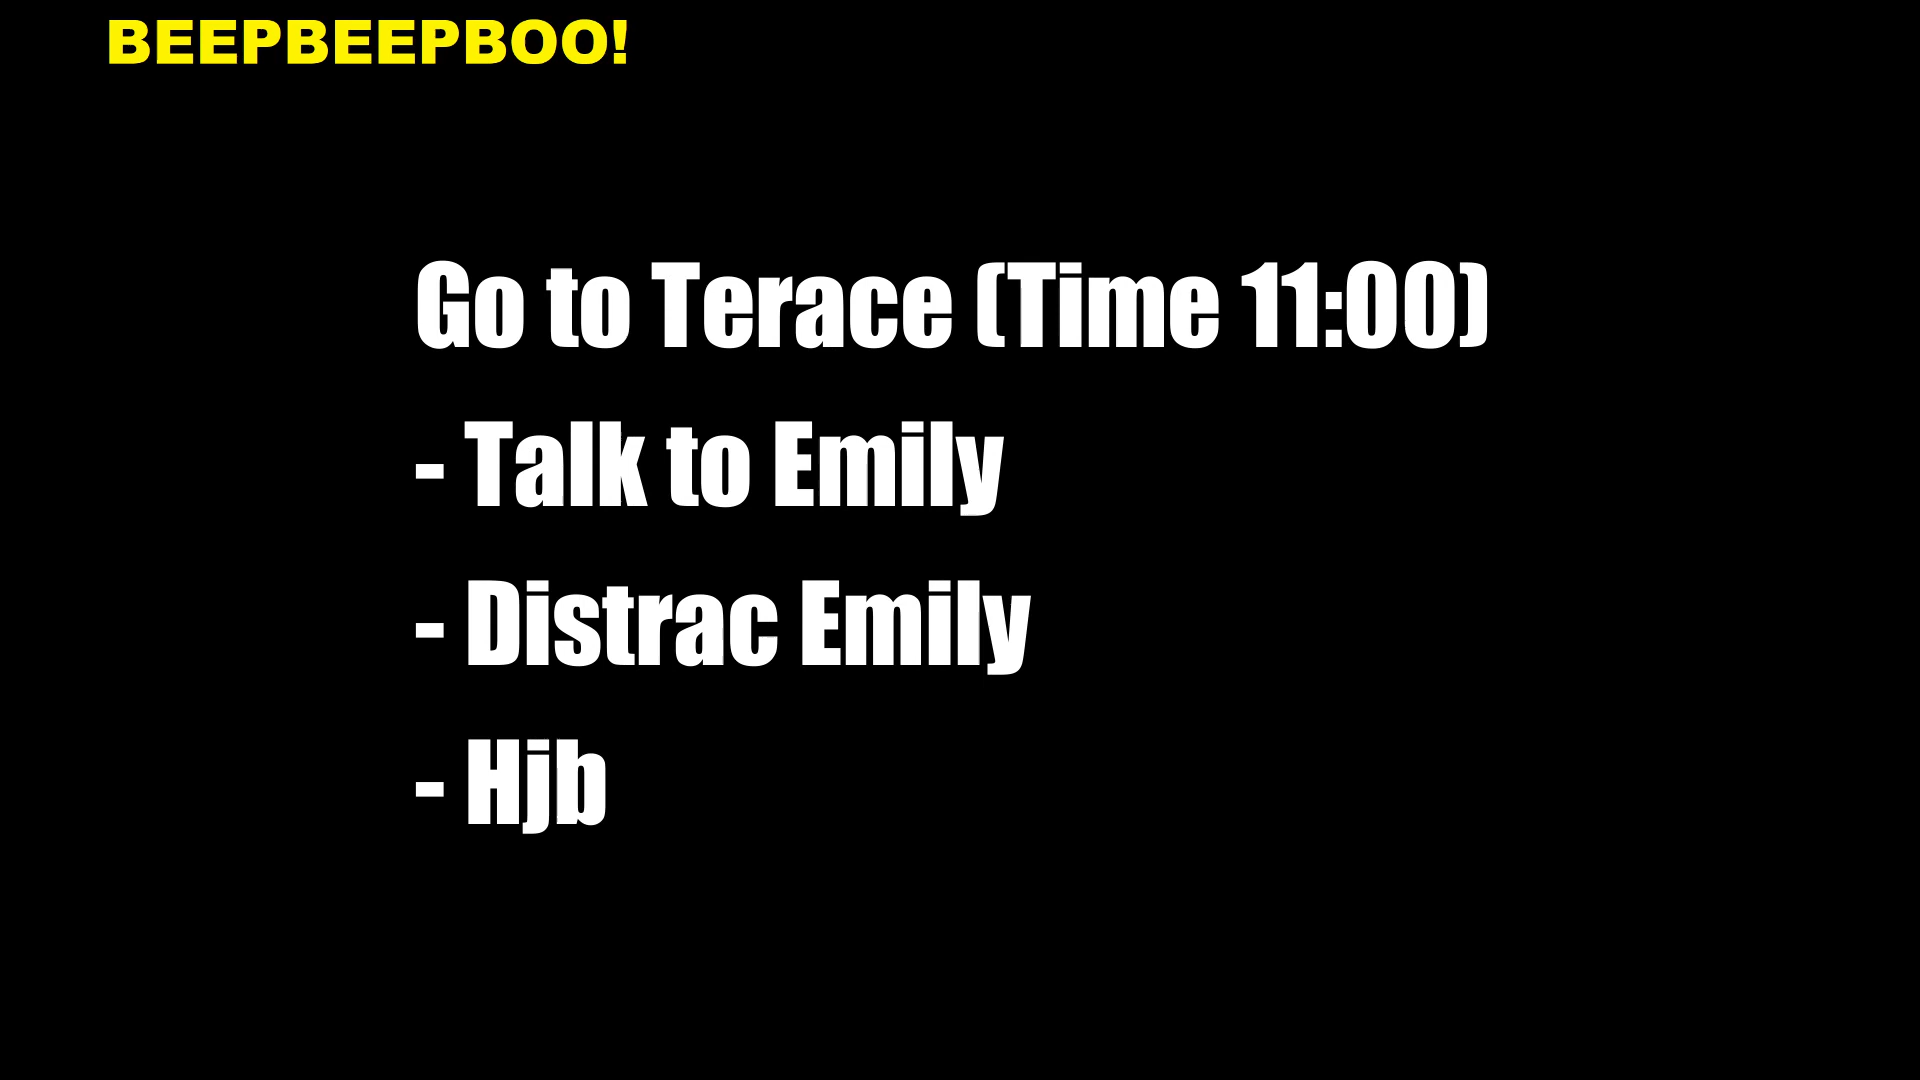 BEEPBEEPBOO!
Go to Terace (Time 11:00)
- Talk to Emily
- Distrac Emily
- Hjb